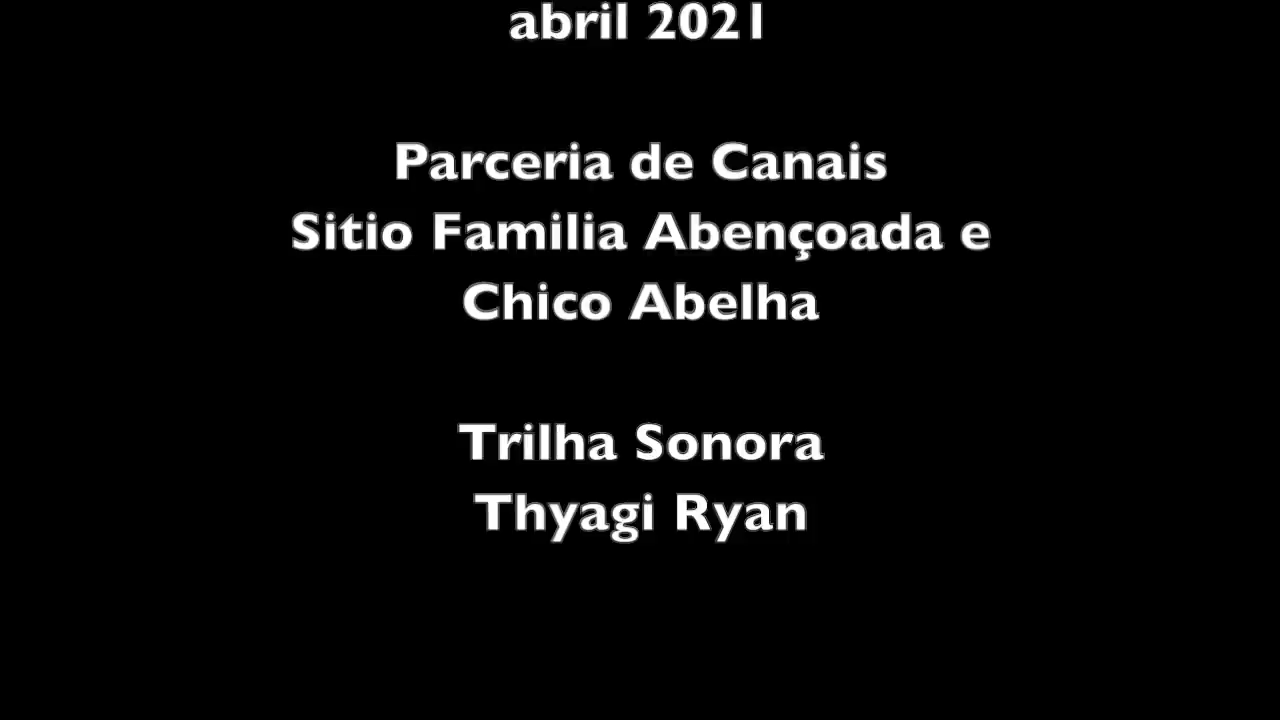 abril 2021
Parceria de Canais
Sitio Familia Abençoada e
Chico Abelha
Trilha Sonora
Thyagi Ryan